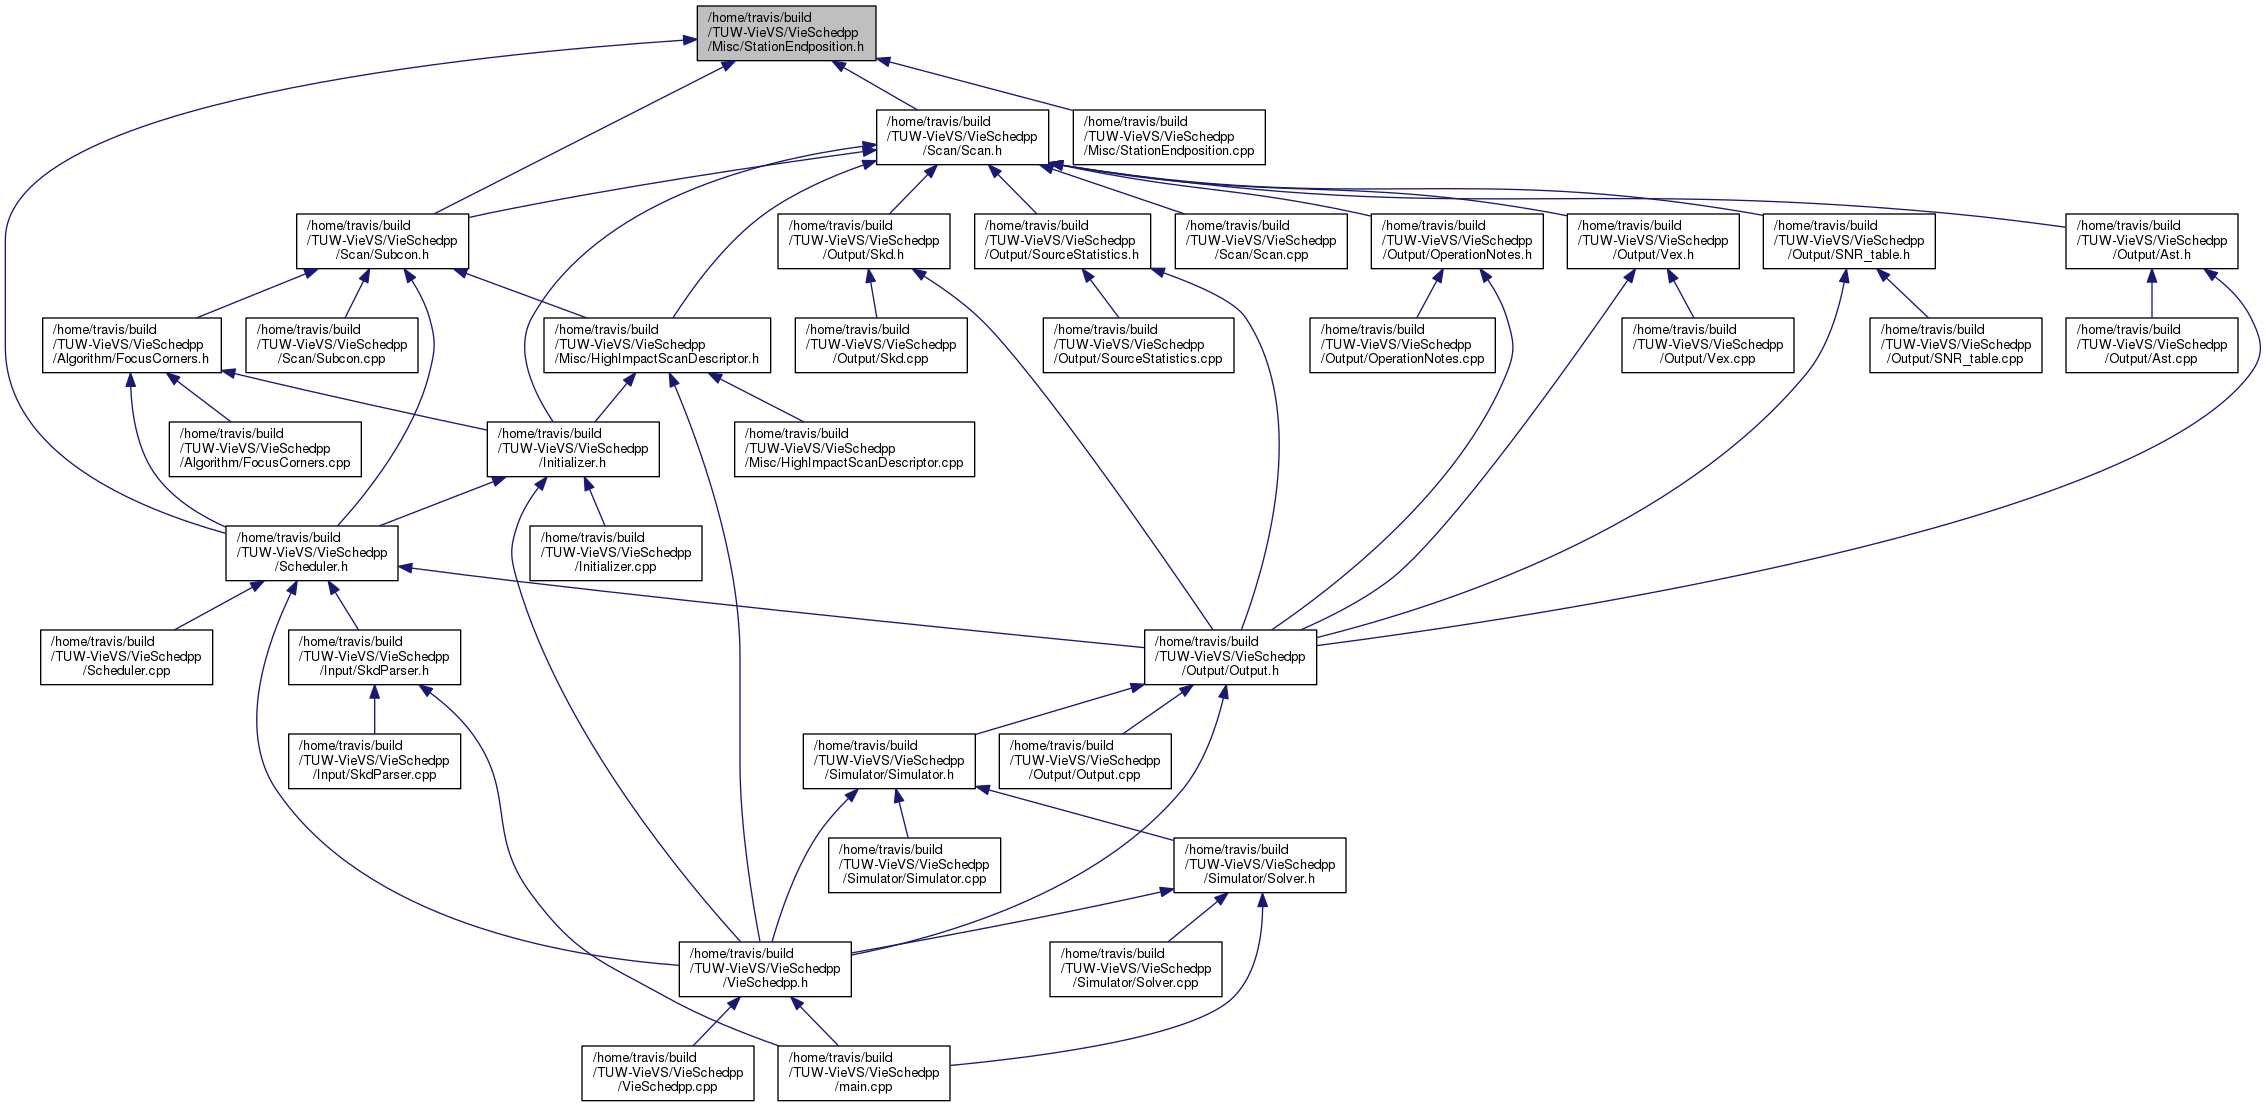 /home/travis/build
/TUW-VieVS/VieSchedpp
/Misc/StationEndposition.h
/home/travis/build
/TUW-VieVS/VieSchedpp
/Scan/Scan.h
/home/travis/build
/TUW-VieVS/VieSchedpp
/Misc/StationEndposition.cpp
/home/travis/build
/TUW-VieVS/VieSchedpp
/Scan/Subcon.h
/home/travis/build
/TUW-VieVS/VieSchedpp
/Output/Skd.h
/home/travis/build
/TUW-VieVS/VieSchedpp
/Output/SourceStatistics.h
/home/travis/build
/TUW-VieVS/VieSchedpp
/Scan/Scan.cpp
/home/travis/build
/TUW-VieVS/VieSchedpp
/Output/OperationNotes.h
/home/travis/build
/TUW-VieVS/VieSchedpp
/Output/Vex.h
/home/travis/build
/TUW-VieVS/VieSchedpp
/Output/SNR_table.h
/home/travis/build
/TUW-VieVS/VieSchedpp
/Output/Ast.h
/home/travis/build
/TUW-VieVS/VieSchedpp
/Algorithm/FocusCorners.h
/home/travis/build
/TUW-VieVS/VieSchedpp
/Scan/Subcon.cpp
/home/travis/build
/TUW-VieVS/VieSchedpp
/Misc/HighImpactScanDescriptor.h
/home/travis/build
/TUW-VieVS/VieSchedpp
/Output/Skd.cpp
/home/travis/build
/TUW-VieVS/VieSchedpp
/Output/SourceStatistics.cpp
/home/travis/build
/TUW-VieVS/VieSchedpp
/Output/OperationNotes.cpp
/home/travis/build
/TUW-VieVS/VieSchedpp
/Output/Vex.cpp
/home/travis/build
/TUW-VieVS/VieSchedpp
/Output/SNR_table.cpp
/home/travis/build
/TUW-VieVS/VieSchedpp
/Output/Ast.cpp
/home/travis/build
/TUW-VieVS/VieSchedpp
/Algorithm/FocusCorners.cpp
/home/travis/build
/TUW-VieVS/VieSchedpp
/Initializer.h
/home/travis/build
/TUW-VieVS/VieSchedpp
/Misc/HighImpactScanDescriptor.cpp
/home/travis/build
/TUW-VieVS/VieSchedpp
/Scheduler.h
/home/travis/build
/TUW-VieVS/VieSchedpp
/Initializer.cpp
/home/travis/build
/TUW-VieVS/VieSchedpp
/Scheduler.cpp
/home/travis/build
/TUW-VieVS/VieSchedpp
/Input/SkdParser.h
/home/travis/build
/TUW-VieVS/VieSchedpp
/Output/Output.h
/home/travis/build
/TUW-VieVS/VieSchedpp
/Input/SkdParser.cpp
/home/travis/build
/TUW-VieVS/VieSchedpp
/Simulator/Simulator.h
/home/travis/build
/TUW-VieVS/VieSchedpp
/Output/Output.cpp
/home/travis/build
/TUW-VieVS/VieSchedpp
/Simulator/Simulator.cpp
/home/travis/build
/TUW-VieVS/VieSchedpp
/Simulator/Solver.h
/home/travis/build
/TUW-VieVS/VieSchedpp
/VieSchedpp.h
/home/travis/build
/TUW-VieVS/VieSchedpp
/Simulator/Solver.cpp
/home/travis/build
/TUW-VieVS/VieSchedpp
/VieSchedpp.cpp
/home/travis/build
/TUW-VieVS/VieSchedpp
/main.cpp